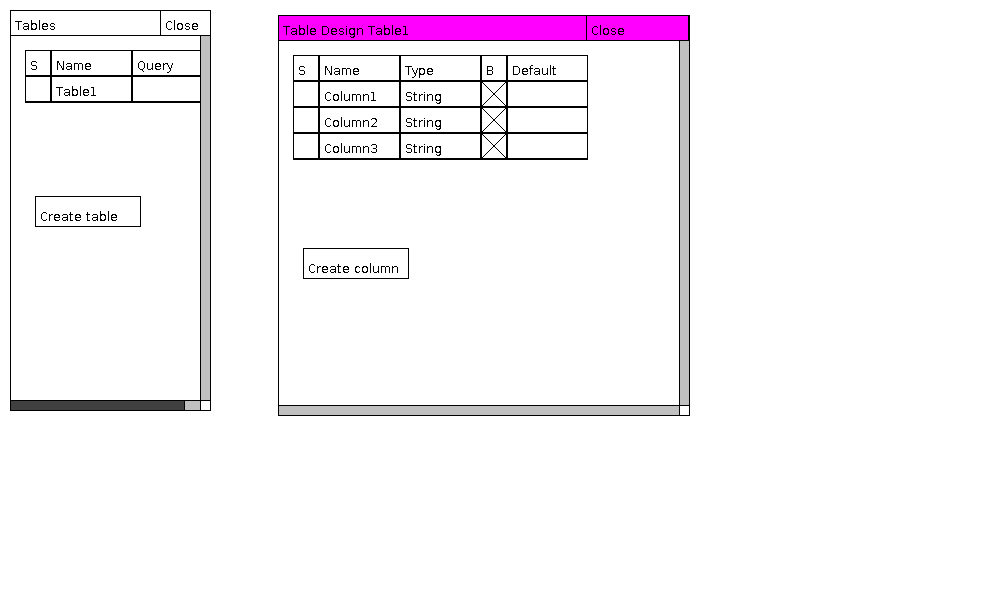 Tables Close
S Name Query
Table1
Create table
Table Design Table1 Close
S Name Type B Default
Column1 String
Column2 String
Column3 String
Create column